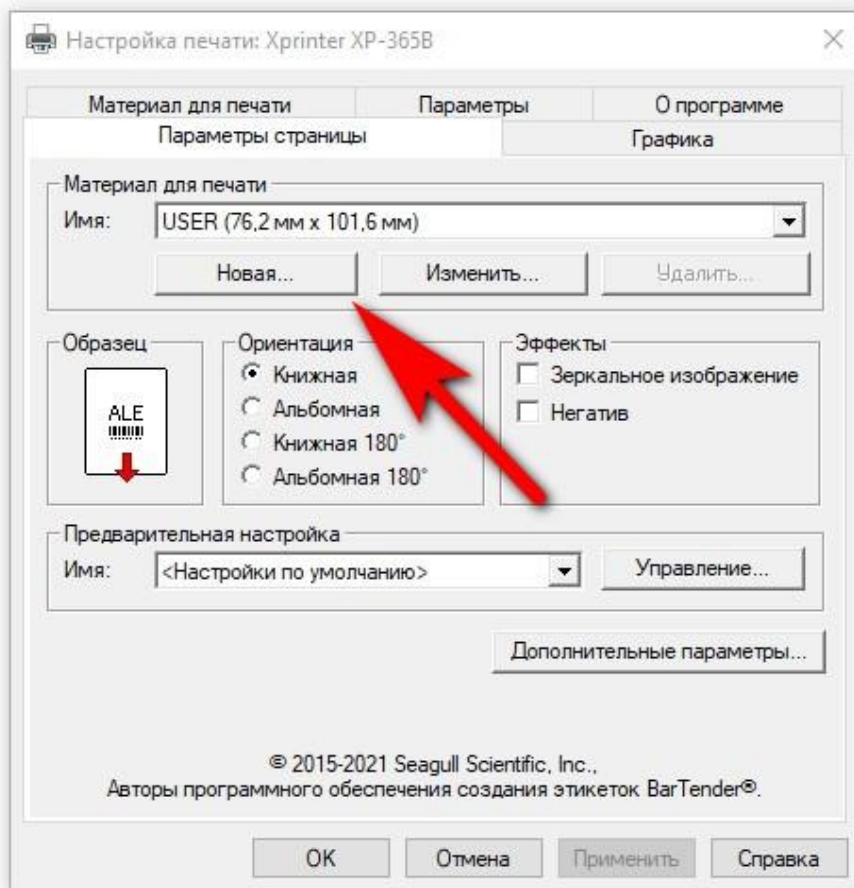 Настройка печати: Xprinter XP-365B
Материал для печати
Параметры
О программе
Параметры страницы
Графика
Материал для печати
Имя:
USER (76,2 мм x 101,6 мм)
Новая...
Изменить...
Удалить...
Образец
ALE
Ориентация
Книжная
Альбомная
Книжная 180°
Альбомная 180°
Эффекты
Зеркальное изображение
Негатив
Предварительная настройка
Имя:
<Настройки по умолчанию>
Управление...
Дополнительные параметры...
© 2015-2021 Seagull Scientific, Inc.,
Авторы программного обеспечения создания этикеток BarTender®.
OK
Отмена
Применить
Справка